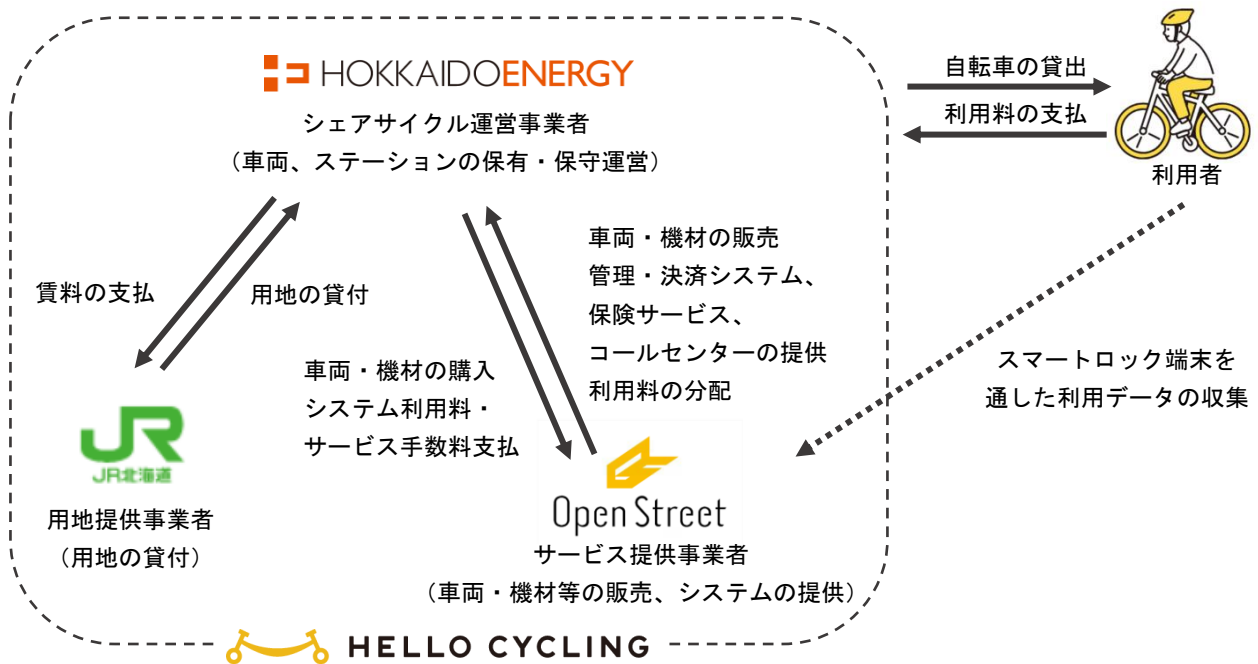 HOKKAIDOENERGY
シェアサイクル運営事業者
（車両、ステーションの保有・保守運営）
自転車の貸出
利用料の支払
利用者
賃料の支払
用地の貸付
車両・機材の販売
管理・決済システム、
保険サービス、
コールセンターの提供
利用料の分配
車両・機材の購入
システム利用料・
サービス手数料支払
スマートロック端末を
通した利用データの収集
JR
JR北海道
用地提供事業者
（用地の貸付）
Open Street
サービス提供事業者
（車両・機材等の販売、システムの提供）
HELLO CYCLING